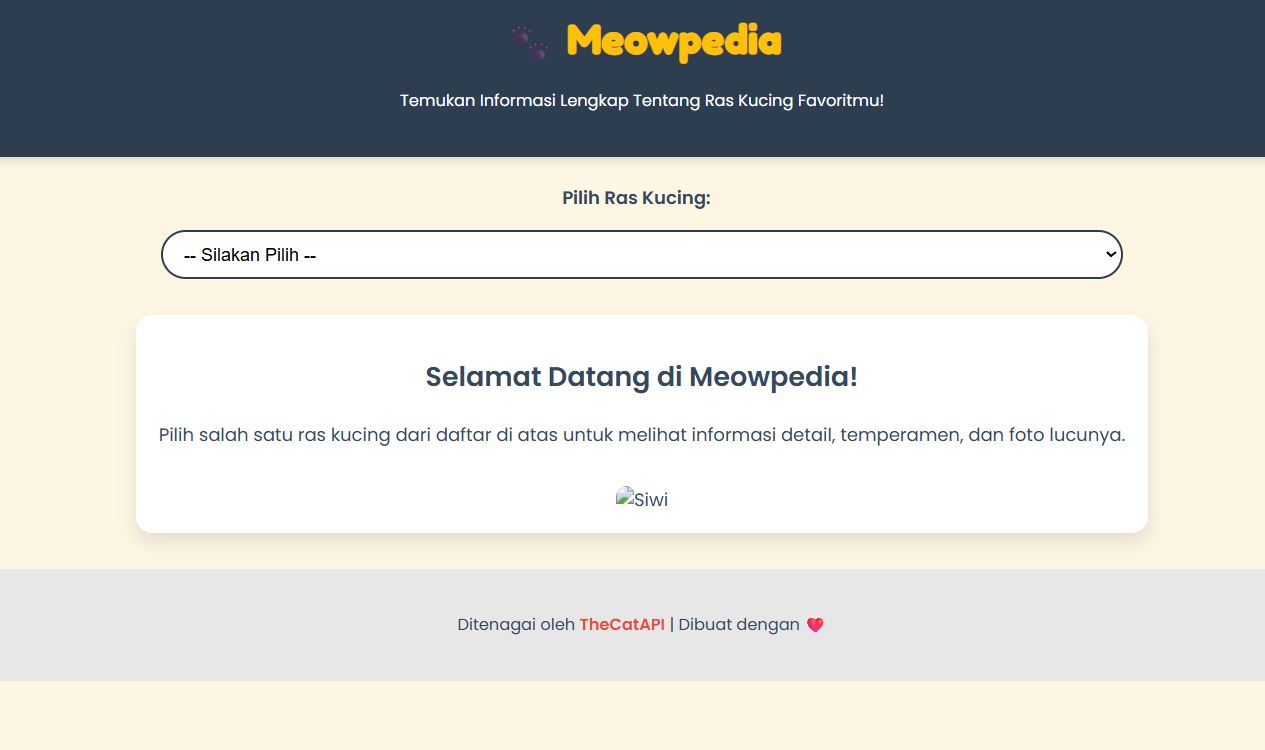 🐾 Meowpedia
Temukan Informasi Lengkap Tentang Ras Kucing Favoritmu!
Pilih Ras Kucing:
-- Silakan Pilih --
Selamat Datang di Meowpedia!
Pilih salah satu ras kucing dari daftar di atas untuk melihat informasi detail, temperamen, dan foto lucunya.
Siwi
Ditenagai oleh TheCatAPI | Dibuat dengan ❤️